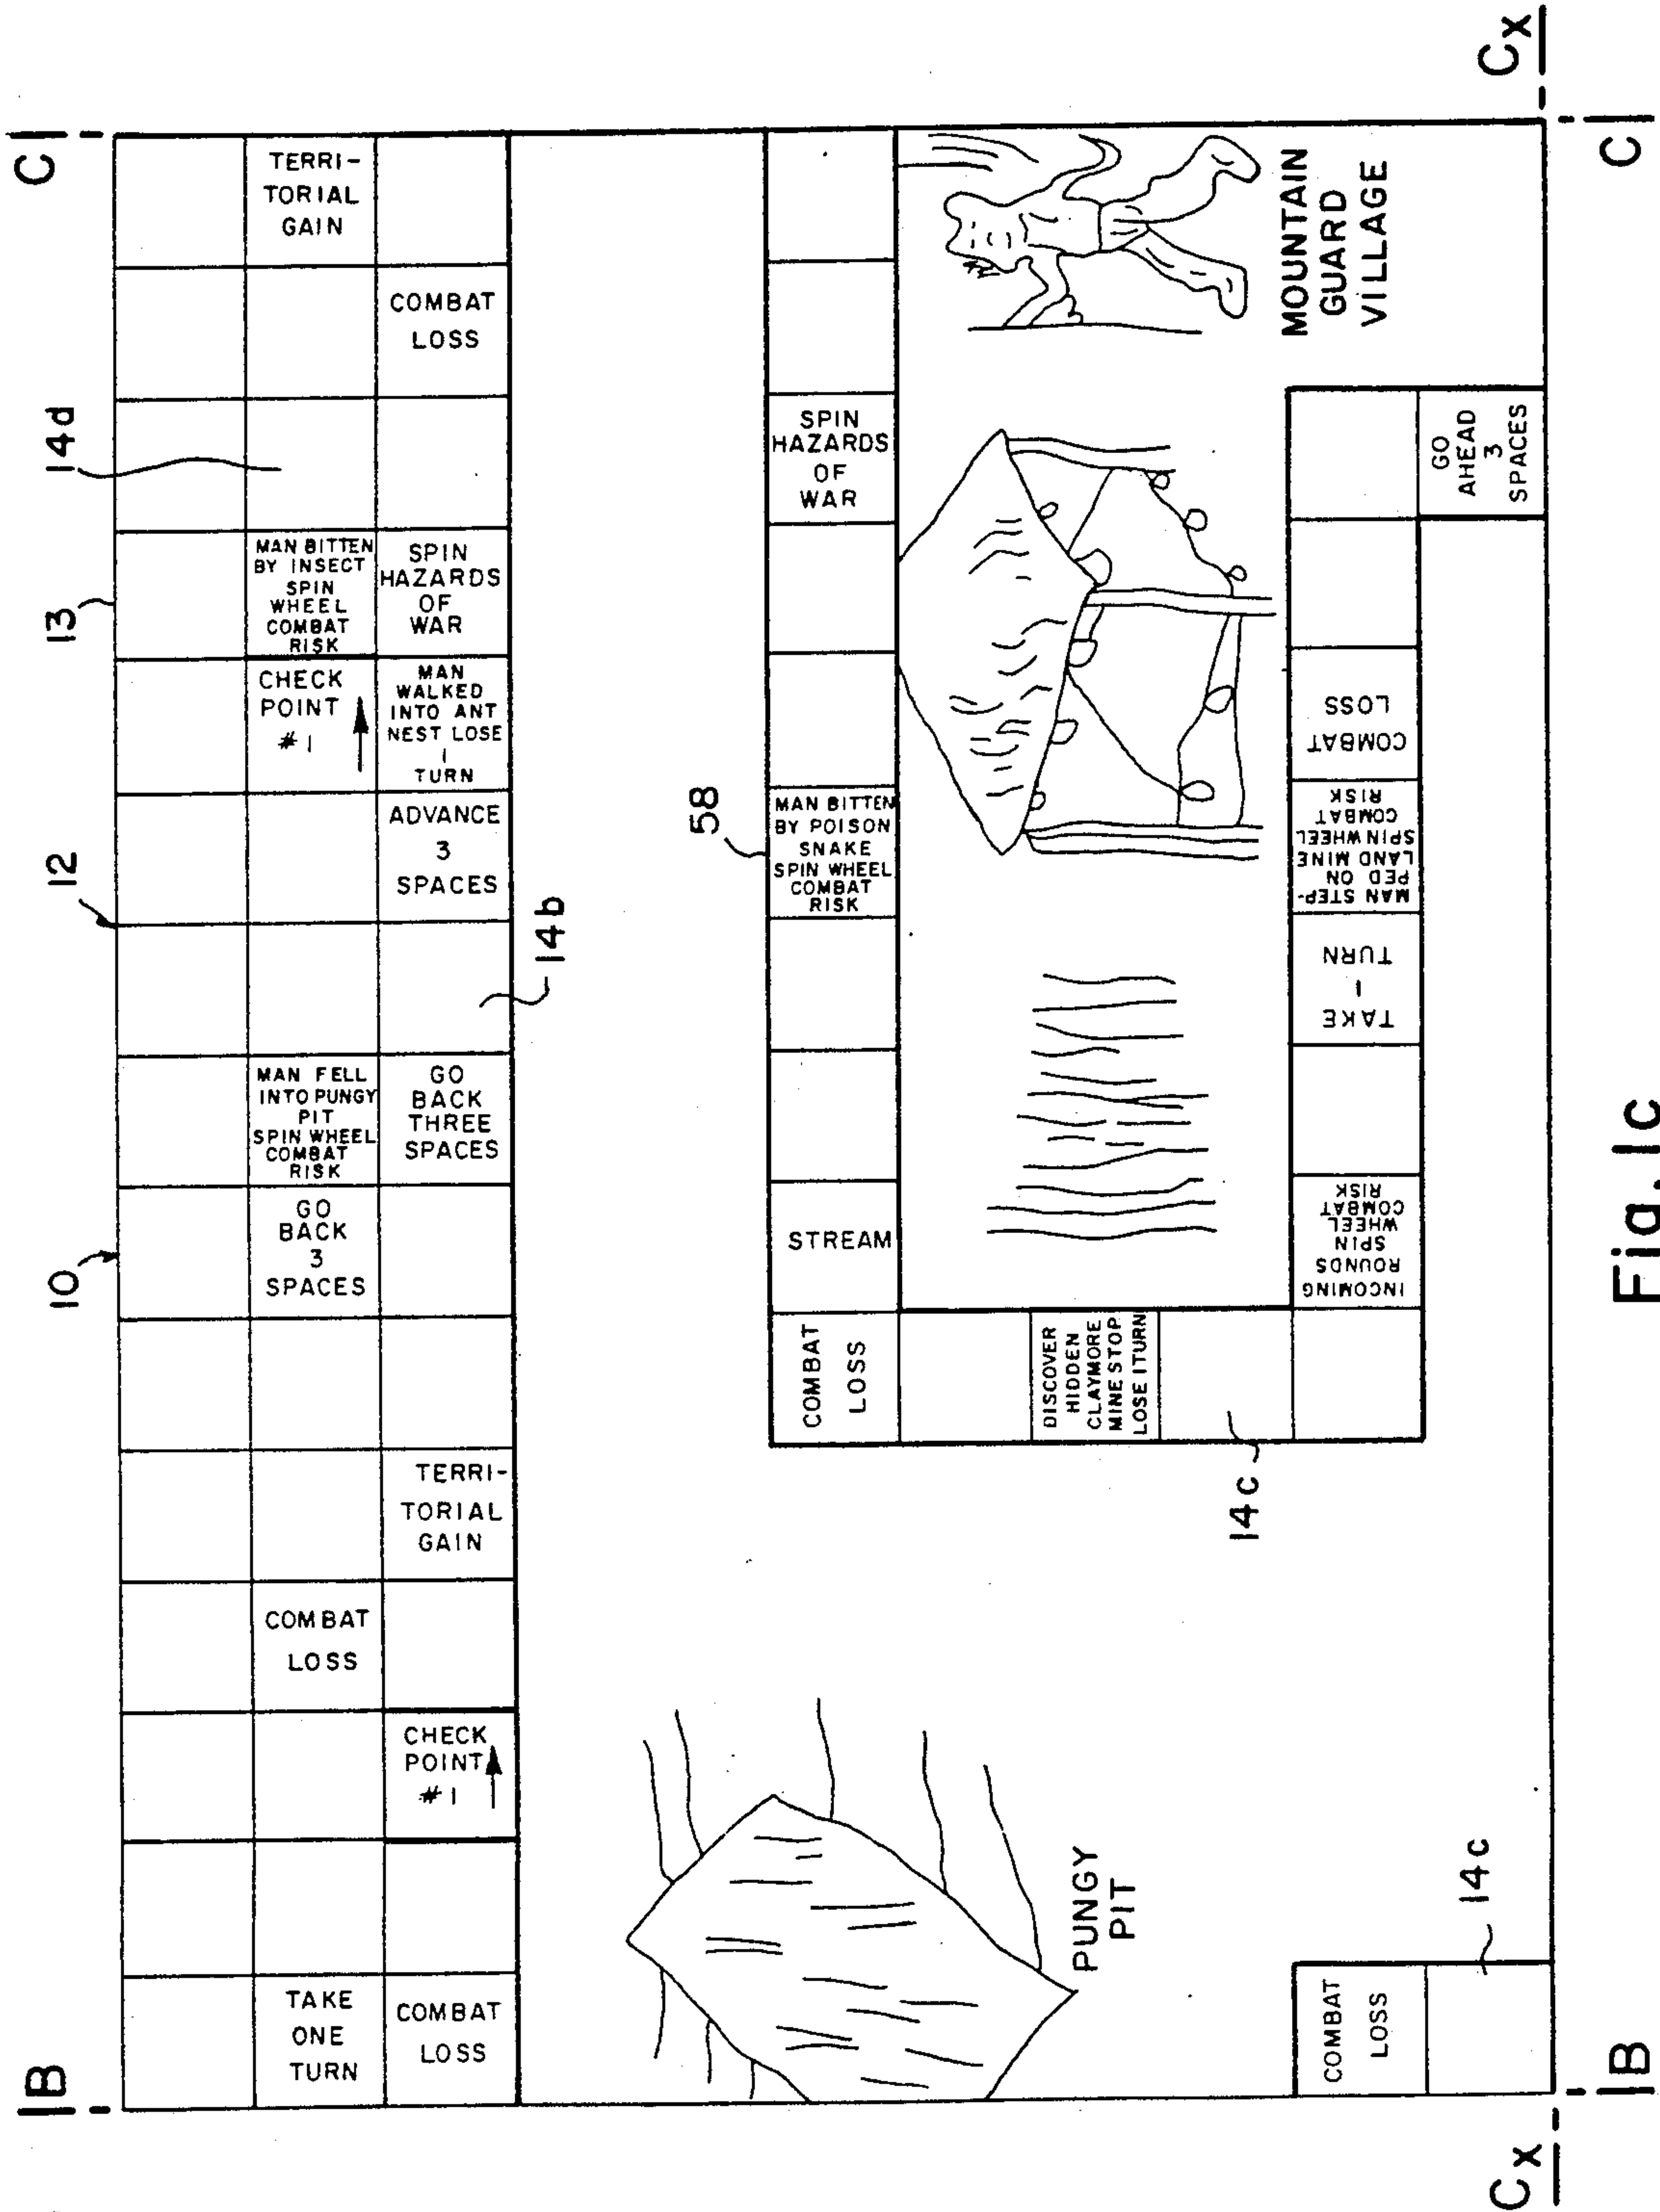 B
10
12
13
14d
C
TERRI-
TORIAL
GAIN
MAN BITTEN
BY INSECT
SPIN
WHEEL
COMBAT
RISK
CHECK
POINT
#1
MAN FELL
INTO PUNGY
PIT
SPIN WHEEL
COMBAT
RISK
GO
BACK
3
SPACES
COMBAT
LOSS
TAKE
ONE
TURN
COMBAT
LOSS
SPIN
HAZARDS
OF
WAR
MAN
WALKED
INTO ANT
NEST LOSE
1
TURN
ADVANCE
3
SPACES
GO
BACK
THREE
SPACES
TERRI-
TORIAL
GAIN
CHECK
POINT
#1
COMBAT
LOSS
14b
58
SPIN
HAZARDS
OF
WAR
MAN BITTEN
BY POISON
SNAKE
SPIN WHEEL
COMBAT
RISK
STREAM
COMBAT
LOSS
DISCOVER
HIDDEN
CLAYMORE
MINE STOP
LOSE 1 TURN
14c
INCOMING
ROUNDS
SPIN
WHEEL
COMBAT
RISK
TAKE
1
TURN
MAN STEP-
PED ON
LAND MINE
SPIN WHEEL
COMBAT
RISK
COMBAT
LOSS
GO
AHEAD
3
SPACES
MOUNTAIN
GUARD
VILLAGE
PUNGY
PIT
COMBAT
LOSS
14c
Cx
Cx
B
C
Fig. 1c